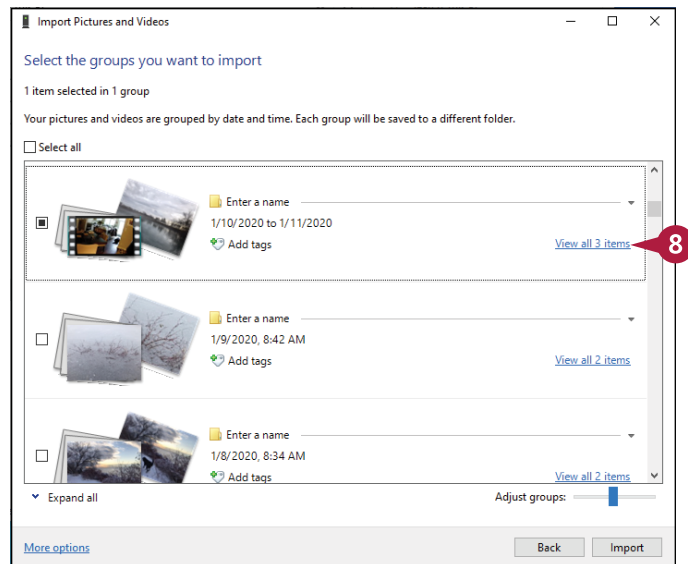 Import Pictures and Videos
Select the groups you want to import
1 item selected in 1 group
Your pictures and videos are grouped by date and time. Each group will be saved to a different folder.
Select all
Enter a name
1/10/2020 to 1/11/2020
Add tags View all 3 items 8
Enter a name
1/9/2020, 8:42 AM
Add tags View all 2 items
Enter a name
1/8/2020, 8:34 AM
Add tags View all 2 items
Expand all Adjust groups:
More options Back Import